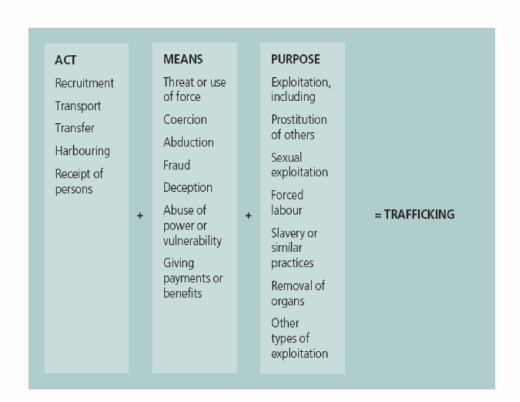 ACT
Recruitment
Transport
Transfer
Harbouring
Receipt of
persons
+
MEANS
Threat or use
of force
Coercion
Abduction
Fraud
Deception
Abuse of
power or
vulnerability
Giving
payments or
benefits
+
PURPOSE
Exploitation,
including
Prostitution
of others
Sexual
exploitation
Forced
labour
Slavery or
similar
practices
Removal of
organs
Other
types of
exploitation
= TRAFFICKING